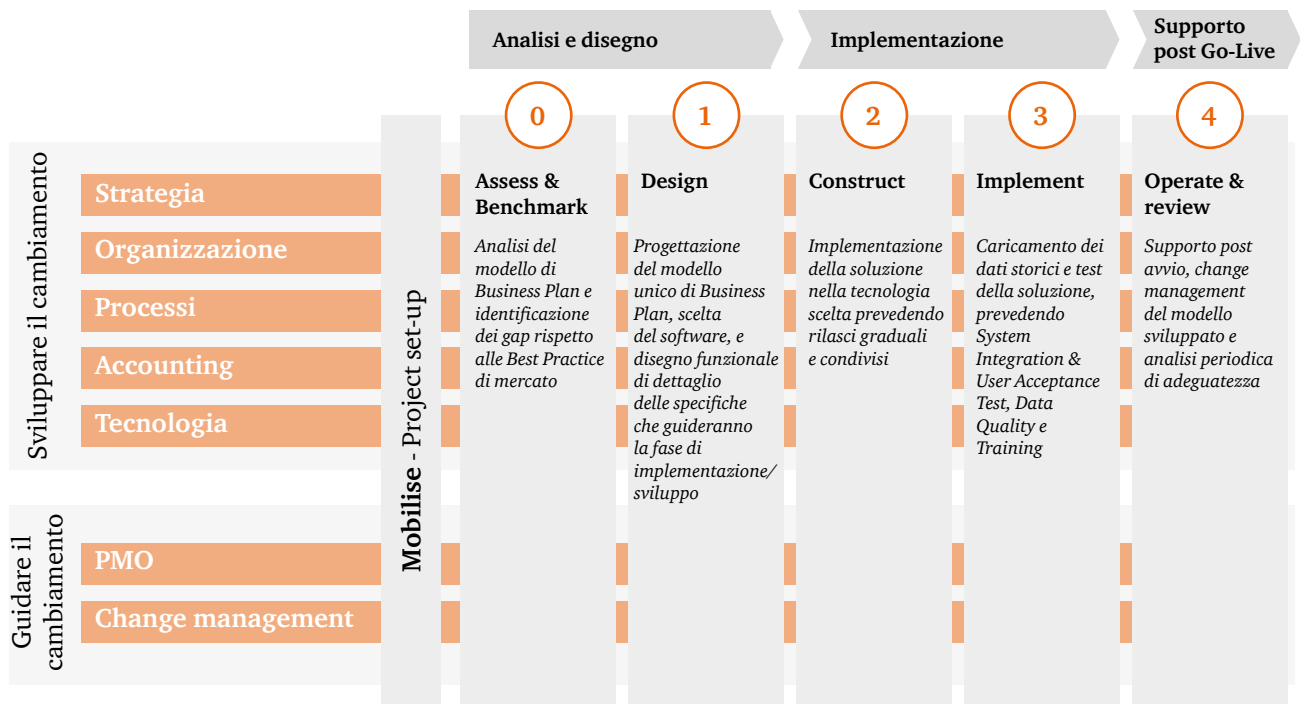 Analisi e disegno
Implementazione
Supporto
post Go-Live
0
1
2
3
4
Sviluppare il cambiamento
Strategia
Organizzazione
Processi
Accounting
Tecnologia
Guidare il
cambiamento
PMO
Change management
Mobilise - Project set-up
Assess &
Benchmark
Analisi del
modello di
Business Plan e
identificazione
dei gap rispetto
alle Best Practice
di mercato
Design
Progettazione
del modello
unico di Business
Plan, scelta
del software, e
disegno funzionale
di dettaglio
delle specifiche
che guideranno
la fase di
implementazione/
sviluppo
Construct
Implementazione
della soluzione
nella tecnologia
scelta prevedendo
rilasci graduali
e condivisi
Implement
Caricamento dei
dati storici e test
della soluzione,
prevedendo
System
Integration &
User Acceptance
Test, Data
Quality e
Training
Operate &
review
Supporto post
avvio, change
management
del modello
sviluppato e
analisi periodica
di adeguatezza